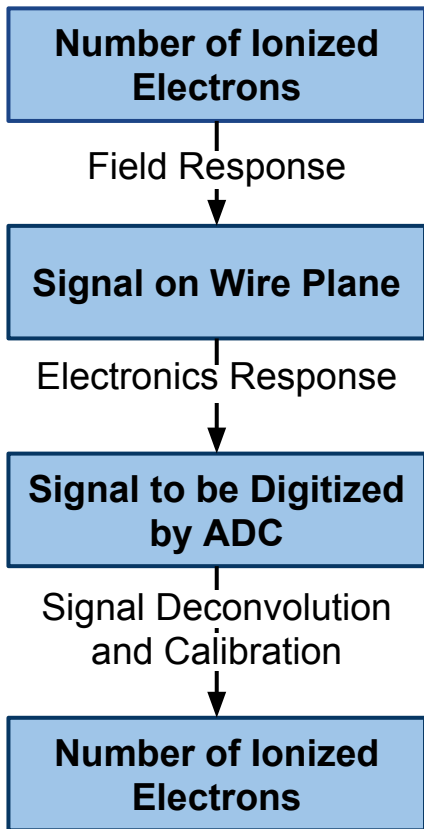 Number of Ionized
Electrons
Field Response
Signal on Wire Plane
Electronics Response
Signal to be Digitized
by ADC
Signal Deconvolution
and Calibration
Number of Ionized
Electrons